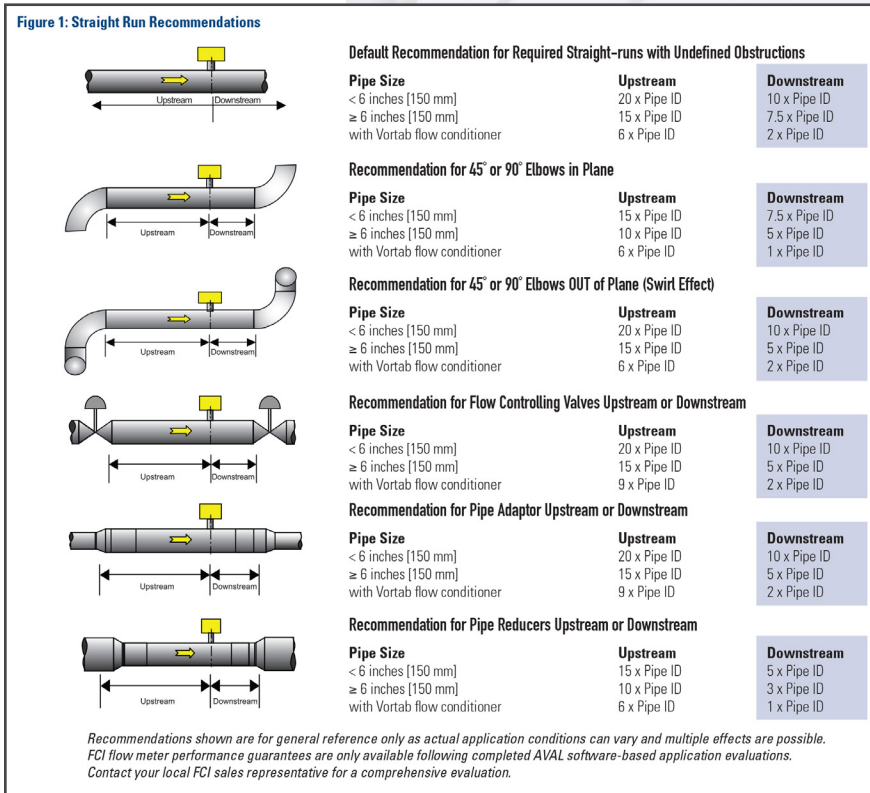 Figure 1: Straight Run Recommendations
Upstream Downstream
Default Recommendation for Required Straight-runs with Undefined Obstructions
Pipe Size Upstream Downstream
< 6 inches [150 mm] 20 x Pipe ID 10 x Pipe ID
≥ 6 inches [150 mm] 15 x Pipe ID 7.5 x Pipe ID
with Vortab flow conditioner 6 x Pipe ID 2 x Pipe ID
Upstream Downstream
Recommendation for 45° or 90° Elbows in Plane
Pipe Size Upstream Downstream
< 6 inches [150 mm] 15 x Pipe ID 7.5 x Pipe ID
≥ 6 inches [150 mm] 10 x Pipe ID 5 x Pipe ID
with Vortab flow conditioner 6 x Pipe ID 1 x Pipe ID
Upstream Downstream
Recommendation for 45° or 90° Elbows OUT of Plane (Swirl Effect)
Pipe Size Upstream Downstream
< 6 inches [150 mm] 20 x Pipe ID 10 x Pipe ID
≥ 6 inches [150 mm] 15 x Pipe ID 5 x Pipe ID
with Vortab flow conditioner 6 x Pipe ID 2 x Pipe ID
Upstream Downstream
Recommendation for Flow Controlling Valves Upstream or Downstream
Pipe Size Upstream Downstream
< 6 inches [150 mm] 20 x Pipe ID 10 x Pipe ID
≥ 6 inches [150 mm] 15 x Pipe ID 5 x Pipe ID
with Vortab flow conditioner 9 x Pipe ID 2 x Pipe ID
Upstream Downstream
Recommendation for Pipe Adaptor Upstream or Downstream
Pipe Size Upstream Downstream
< 6 inches [150 mm] 20 x Pipe ID 10 x Pipe ID
≥ 6 inches [150 mm] 15 x Pipe ID 5 x Pipe ID
with Vortab flow conditioner 9 x Pipe ID 2 x Pipe ID
Upstream Downstream
Recommendation for Pipe Reducers Upstream or Downstream
Pipe Size Upstream Downstream
< 6 inches [150 mm] 15 x Pipe ID 5 x Pipe ID
≥ 6 inches [150 mm] 10 x Pipe ID 3 x Pipe ID
with Vortab flow conditioner 6 x Pipe ID 1 x Pipe ID
Recommendations shown are for general reference only as actual application conditions can vary and multiple effects are possible.
FCI flow meter performance guarantees are only available following completed AVAL software-based application evaluations.
Contact your local FCI sales representative for a comprehensive evaluation.